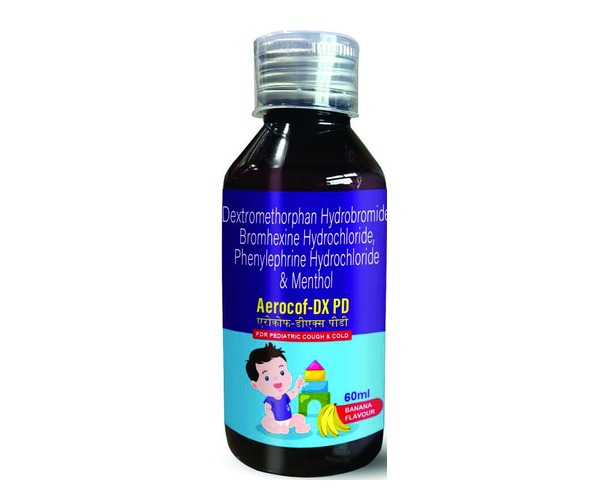 Dextromethorphan Hydrobromide
Bromhexine Hydrochloride,
Phenylephrine Hydrochloride
& Menthol
Aerocof-DX PD
एरोकोफ-डीएक्स पीडी
FOR PEDIATRIC COUGH & COLD
60ml
BANANA
FLAVOUR